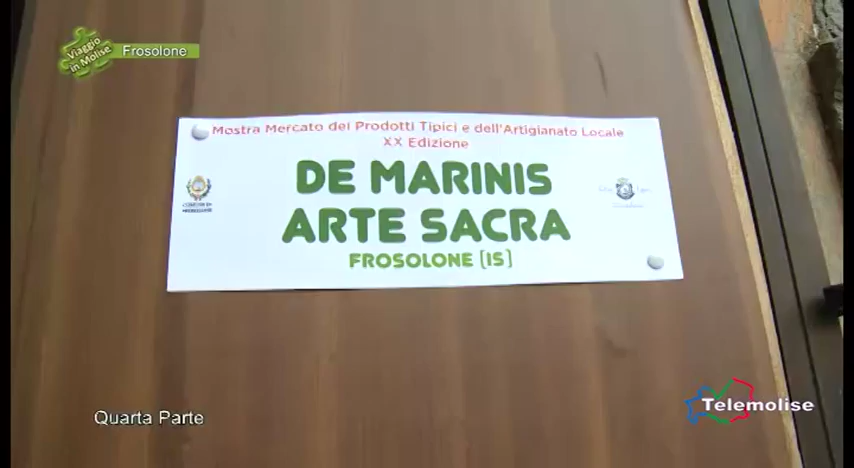 Viaggio
in Molise
Frosolone
Mostra Mercato dei Prodotti Tipici e dell'Artigianato Locale
XX Edizione
DE MARINIS
ARTE SACRA
FROSOLONE (IS)
Quarta Parte
Telemolise